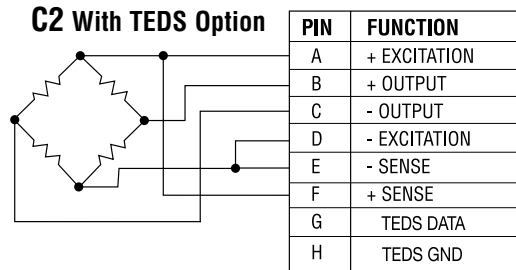 C2 With TEDS Option
PIN FUNCTION
A + EXCITATION
B + OUTPUT
C - OUTPUT
D - EXCITATION
E - SENSE
F + SENSE
G TEDS DATA
H TEDS GND